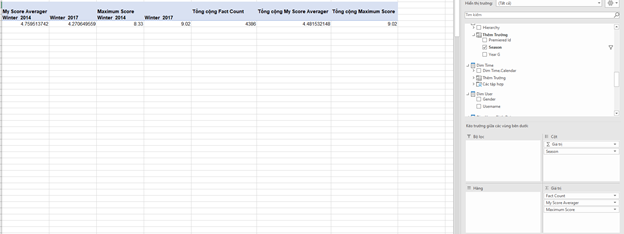 Hiển thị trường: (Tất cả)
Tìm kiếm
My Score Averager Maximum Score Tổng cộng Fact Count Tổng cộng My Score Averager Tổng cộng Maximum Score
Winter 2014 Winter 2017 Winter 2014 Winter 2017
4.759513742 4.270649559 8.33 9.02 4386 4.481532148 9.02
Hierarchy
Thêm Trường
Premiered Id
Season
Dim Time
Dim Time.Calendar
Thêm Trường
Các tập hợp
Dim User
Gender
Username
Kéo trường giữa các vùng bên dưới:
Bộ lọc Cột
Σ Giá trị
Season
Hàng Σ Giá trị
Fact Count
My Score Averager
Maximum Score